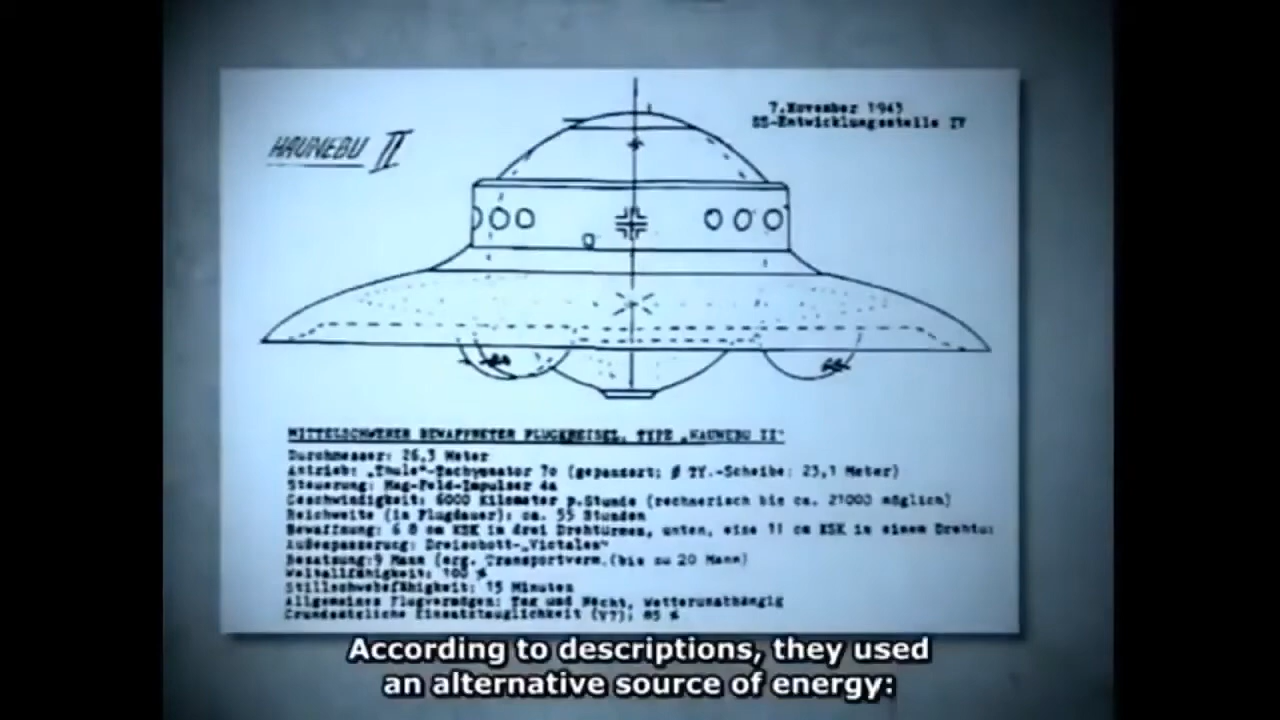 HAUNEBU II
7.November 1943
SS-Entwicklungsstelle IV
MITTELSCHWERER BEWAFFNETER FLUGKREISEL, TYPE „HAUNEBU II"
Durchmesser: 26,3 Meter
Antrieb: „Thule"-Tachyonator 7c (gepanzert; Ø TY.-Scheibe: 23,1 Meter)
Steuerung: Mag-Feld-Impulser 4a
Geschwindigkeit: 6000 Kilometer p.Stunde (rechnerisch bis ca. 21000 möglich)
Reichweite (in Flugdauer): ca. 55 Stunden
Bewaffnung: 6 8 cm KSK in drei Drehtürmen, unten, eine 11 cm KSK in einem Drehtu
Außenpanzerung: Dreischott-„Victalen"
Besatzung:9 Mann (erg. Transportverm.(bis zu 20 Mann)
Weltallfähigkeit: 100 %
Stillschwebefähigkeit: 15 Minuten
Allgemeines Flugvermögen: Tag und Nacht, Wetterunabhängig
Grundsätzliche Einsatztauglichkeit (V7); 85 %
According to descriptions, they used
an alternative source of energy: